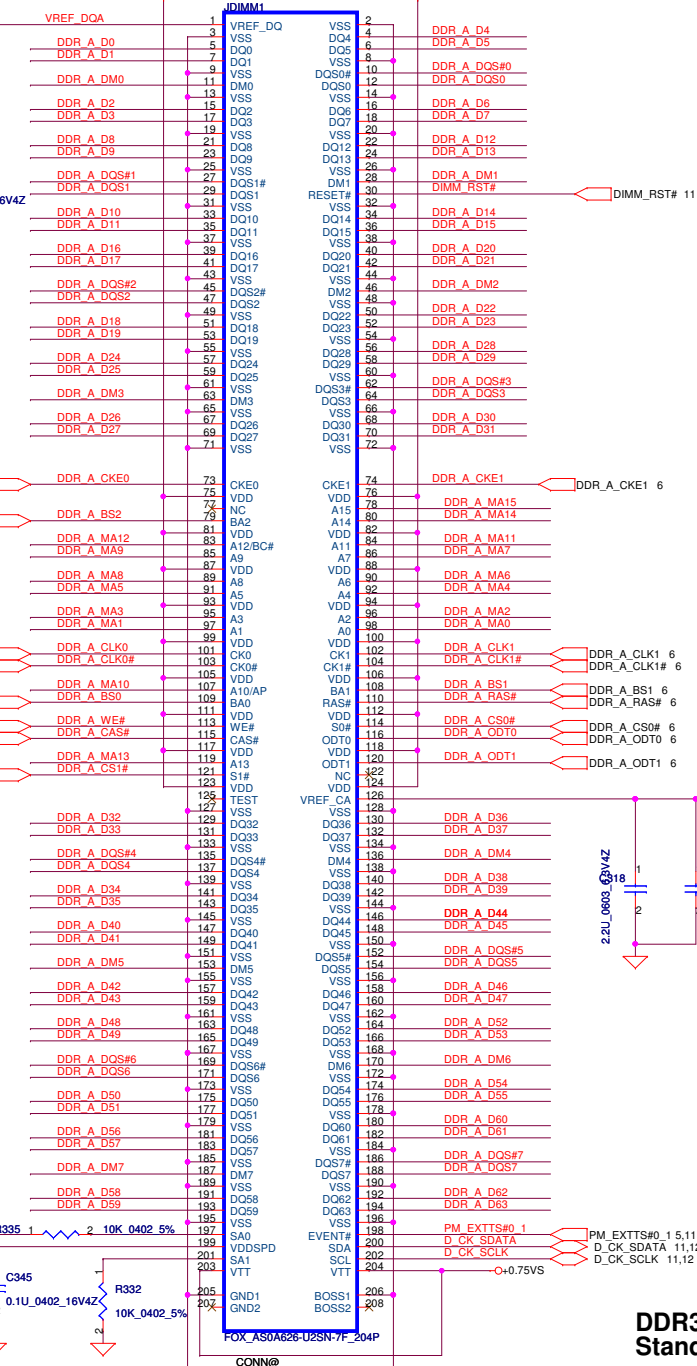 JDIMM1
VREF_DQA 1 VREF_DQ VSS 2
3 VSS DQ4 4 DDR_A_D4
DDR_A_D0 5 DQ0 DQ5 6 DDR_A_D5
DDR_A_D1 7 DQ1 VSS 8
9 VSS DQS0# 10 DDR_A_DQS#0
DDR_A_DM0 11 DM0 DQS0 12 DDR_A_DQS0
13 VSS VSS 14
DDR_A_D2 15 DQ2 DQ6 16 DDR_A_D6
DDR_A_D3 17 DQ3 DQ7 18 DDR_A_D7
19 VSS VSS 20
DDR_A_D8 21 DQ8 DQ12 22 DDR_A_D12
DDR_A_D9 23 DQ9 DQ13 24 DDR_A_D13
25 VSS VSS 26
DDR_A_DQS#1 27 DQS1# DM1 28 DDR_A_DM1
DDR_A_DQS1 29 DQS1 RESET# 30 DIMM_RST# DIMM_RST# 11
6V4Z
31 VSS VSS 32
DDR_A_D10 33 DQ10 DQ14 34 DDR_A_D14
DDR_A_D11 35 DQ11 DQ15 36 DDR_A_D15
37 VSS VSS 38
DDR_A_D16 39 DQ16 DQ20 40 DDR_A_D20
DDR_A_D17 41 DQ17 DQ21 42 DDR_A_D21
43 VSS VSS 44
DDR_A_DQS#2 45 DQS2# DM2 46 DDR_A_DM2
DDR_A_DQS2 47 DQS2 VSS 48
49 VSS DQ22 50 DDR_A_D22
DDR_A_D18 51 DQ18 DQ23 52 DDR_A_D23
DDR_A_D19 53 DQ19 VSS 54
55 VSS DQ28 56 DDR_A_D28
DDR_A_D24 57 DQ24 DQ29 58 DDR_A_D29
DDR_A_D25 59 DQ25 VSS 60
61 VSS DQS3# 62 DDR_A_DQS#3
DDR_A_DM3 63 DM3 DQS3 64 DDR_A_DQS3
65 VSS VSS 66
DDR_A_D26 67 DQ26 DQ30 68 DDR_A_D30
DDR_A_D27 69 DQ27 DQ31 70 DDR_A_D31
71 VSS VSS 72
DDR_A_CKE0 73 CKE0 CKE1 74 DDR_A_CKE1 DDR_A_CKE1 6
75 VDD VDD 76
77 NC A15 78 DDR_A_MA15
DDR_A_BS2 79 BA2 A14 80 DDR_A_MA14
81 VDD VDD 82
DDR_A_MA12 83 A12/BC# A11 84 DDR_A_MA11
DDR_A_MA9 85 A9 A7 86 DDR_A_MA7
87 VDD VDD 88
DDR_A_MA8 89 A8 A6 90 DDR_A_MA6
DDR_A_MA5 91 A5 A4 92 DDR_A_MA4
93 VDD VDD 94
DDR_A_MA3 95 A3 A2 96 DDR_A_MA2
DDR_A_MA1 97 A1 A0 98 DDR_A_MA0
99 VDD VDD 100
DDR_A_CLK0 101 CK0 CK1 102 DDR_A_CLK1 DDR_A_CLK1 6
DDR_A_CLK0# 103 CK0# CK1# 104 DDR_A_CLK1# DDR_A_CLK1# 6
105 VDD VDD 106
DDR_A_MA10 107 A10/AP BA1 108 DDR_A_BS1 DDR_A_BS1 6
DDR_A_BS0 109 BA0 RAS# 110 DDR_A_RAS# DDR_A_RAS# 6
111 VDD VDD 112
DDR_A_WE# 113 WE# S0# 114 DDR_A_CS0# DDR_A_CS0# 6
DDR_A_CAS# 115 CAS# ODT0 116 DDR_A_ODT0 DDR_A_ODT0 6
117 VDD VDD 118
DDR_A_MA13 119 A13 ODT1 120 DDR_A_ODT1 DDR_A_ODT1 6
DDR_A_CS1# 121 S1# NC 122
123 VDD VDD 124
125 TEST VREF_CA 126
127 VSS VSS 128
DDR_A_D32 129 DQ32 DQ36 130 DDR_A_D36
DDR_A_D33 131 DQ33 DQ37 132 DDR_A_D37
133 VSS VSS 134
DDR_A_DQS#4 135 DQS4# DM4 136 DDR_A_DM4
DDR_A_DQS4 137 DQS4 VSS 138
139 VSS DQ38 140 DDR_A_D38
DDR_A_D34 141 DQ34 DQ39 142 DDR_A_D39
DDR_A_D35 143 DQ35 VSS 144
145 VSS DQ44 146 DDR_A_D44
DDR_A_D40 147 DQ40 DQ45 148 DDR_A_D45
DDR_A_D41 149 DQ41 VSS 150
151 VSS DQS5# 152 DDR_A_DQS#5
DDR_A_DM5 153 DM5 DQS5 154 DDR_A_DQS5
155 VSS VSS 156
DDR_A_D42 157 DQ42 DQ46 158 DDR_A_D46
DDR_A_D43 159 DQ43 DQ47 160 DDR_A_D47
161 VSS VSS 162
DDR_A_D48 163 DQ48 DQ52 164 DDR_A_D52
DDR_A_D49 165 DQ49 DQ53 166 DDR_A_D53
167 VSS VSS 168
DDR_A_DQS#6 169 DQS6# DM6 170 DDR_A_DM6
DDR_A_DQS6 171 DQS6 VSS 172
173 VSS DQ54 174 DDR_A_D54
DDR_A_D50 175 DQ50 DQ55 176 DDR_A_D55
DDR_A_D51 177 DQ51 VSS 178
179 VSS DQ60 180 DDR_A_D60
DDR_A_D56 181 DQ56 DQ61 182 DDR_A_D61
DDR_A_D57 183 DQ57 VSS 184
185 VSS DQS7# 186 DDR_A_DQS#7
DDR_A_DM7 187 DM7 DQS7 188 DDR_A_DQS7
189 VSS VSS 190
DDR_A_D58 191 DQ58 DQ62 192 DDR_A_D62
DDR_A_D59 193 DQ59 DQ63 194 DDR_A_D63
195 VSS VSS 196
R335 1 2 10K_0402_5% 197 SA0 EVENT# 198 PM_EXTTS#0_1 PM_EXTTS#0_1 5,11
199 VDDSPD SDA 200 D_CK_SDATA D_CK_SDATA 11,12
201 SA1 SCL 202 D_CK_SCLK D_CK_SCLK 11,12
203 VTT VTT 204 +0.75VS
205 GND1 BOSS1 206
207 GND2 BOSS2 208
FOX_AS0A626-U2SN-7F_204P
CONN@
C345
0.1U_0402_16V4Z
1
R332
10K_0402_5%
2
2.2U_0603_6.3V4Z
1
2
DDR3
Stand